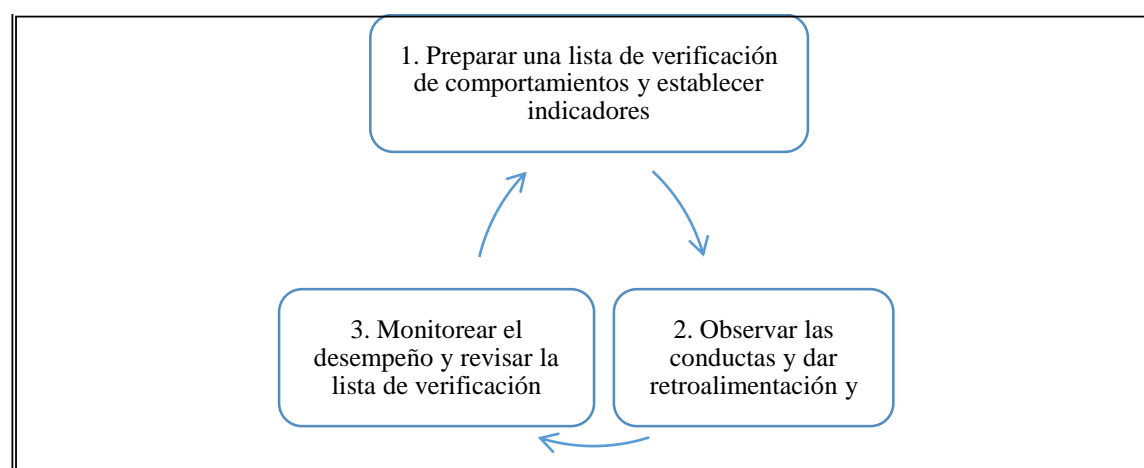 1. Preparar una lista de verificación
de comportamientos y establecer
indicadores
3. Monitorear el
desempeño y revisar la
lista de verificación
2. Observar las
conductas y dar
retroalimentación y